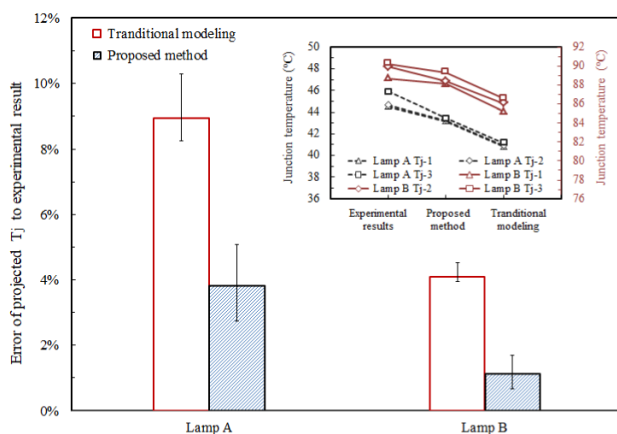 Error of projected Tj to experimental result
12%
10%
8%
6%
4%
2%
0%
Tranditional modeling
Proposed method
Junction temperature (℃)
50
48
46
44
42
40
38
36
Lamp A Tj-1
Lamp A Tj-2
Lamp A Tj-3
Lamp B Tj-1
Lamp B Tj-2
Lamp B Tj-3
92
90
88
86
84
82
80
78
76
Junction temperature (℃)
Experimental results
Proposed method
Tranditional modeling
Lamp A
Lamp B